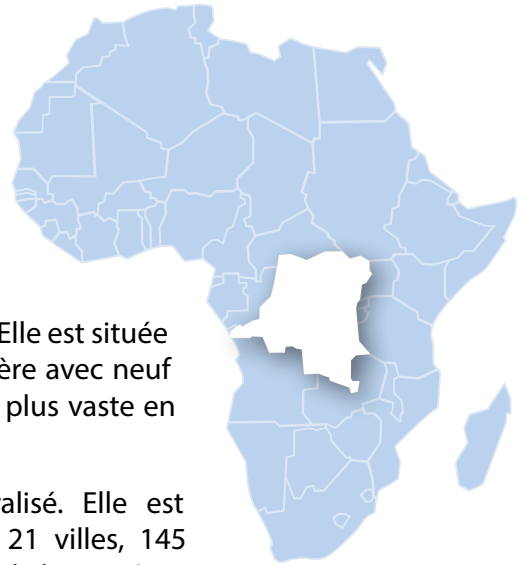 Elle est située
ère avec neuf
plus vaste en
alisé. Elle est
21 villes, 145